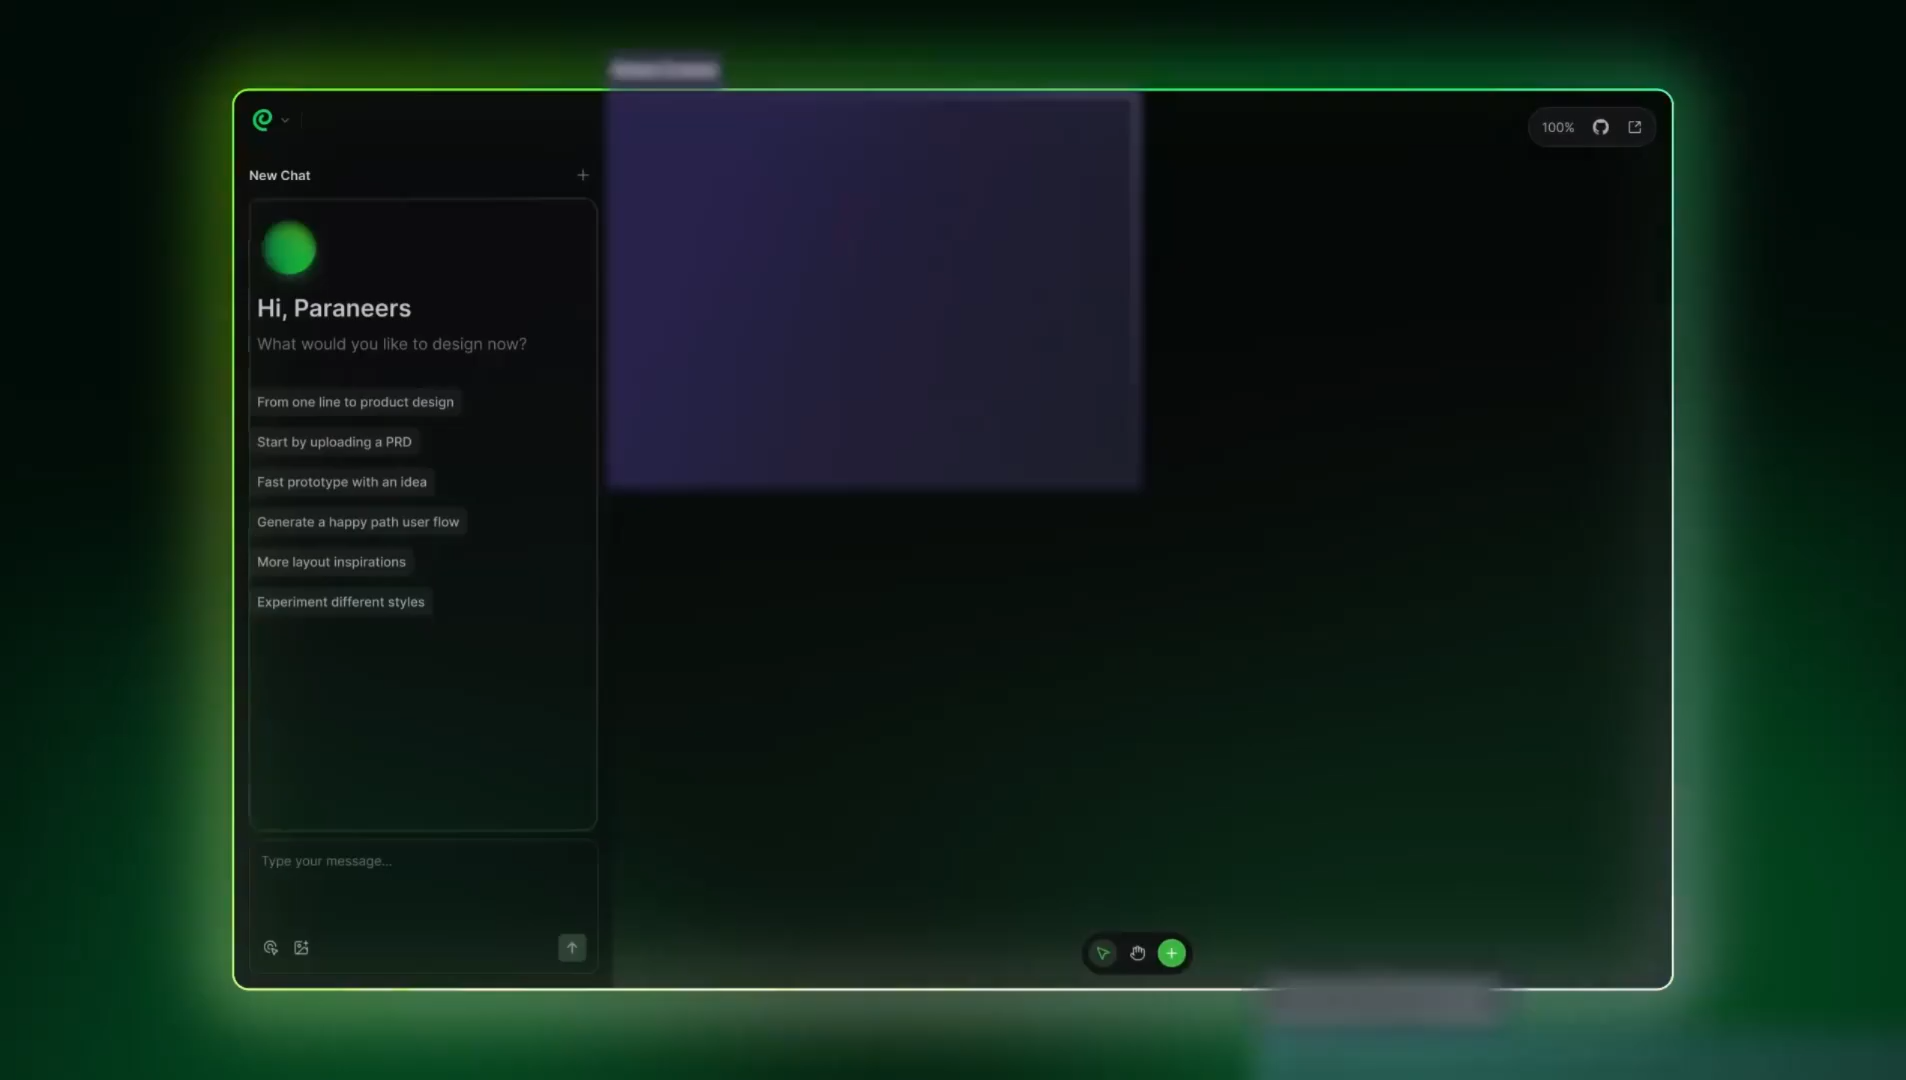 100%
New Chat
Hi, Paraneers
What would you like to design now?
From one line to product design
Start by uploading a PRD
Fast prototype with an idea
Generate a happy path user flow
More layout inspirations
Experiment different styles
Type your message...